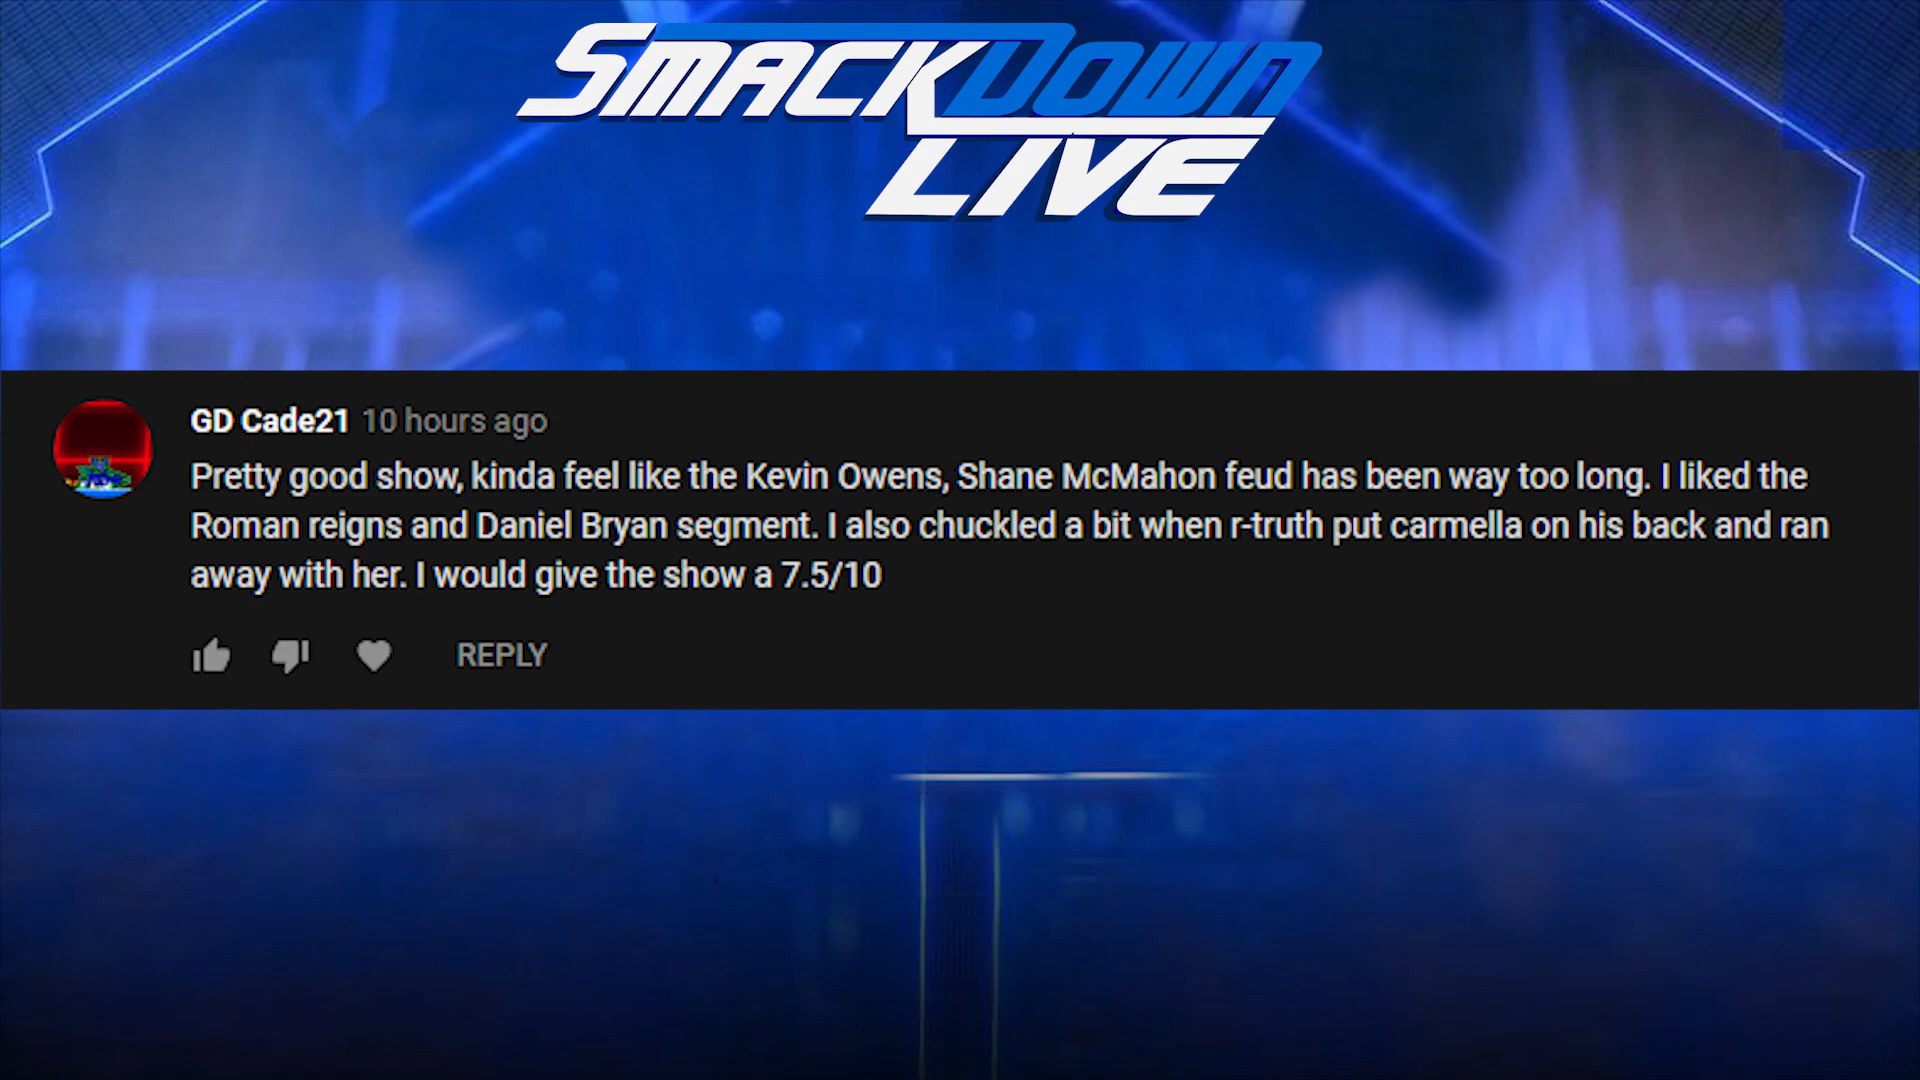 SMACKDOWN
LIVE
GD Cade21 10 hours ago
Pretty good show, kinda feel like the Kevin Owens, Shane McMahon feud has been way too long. I liked the
Roman reigns and Daniel Bryan segment. I also chuckled a bit when r-truth put carmella on his back and ran
away with her. I would give the show a 7.5/10
REPLY